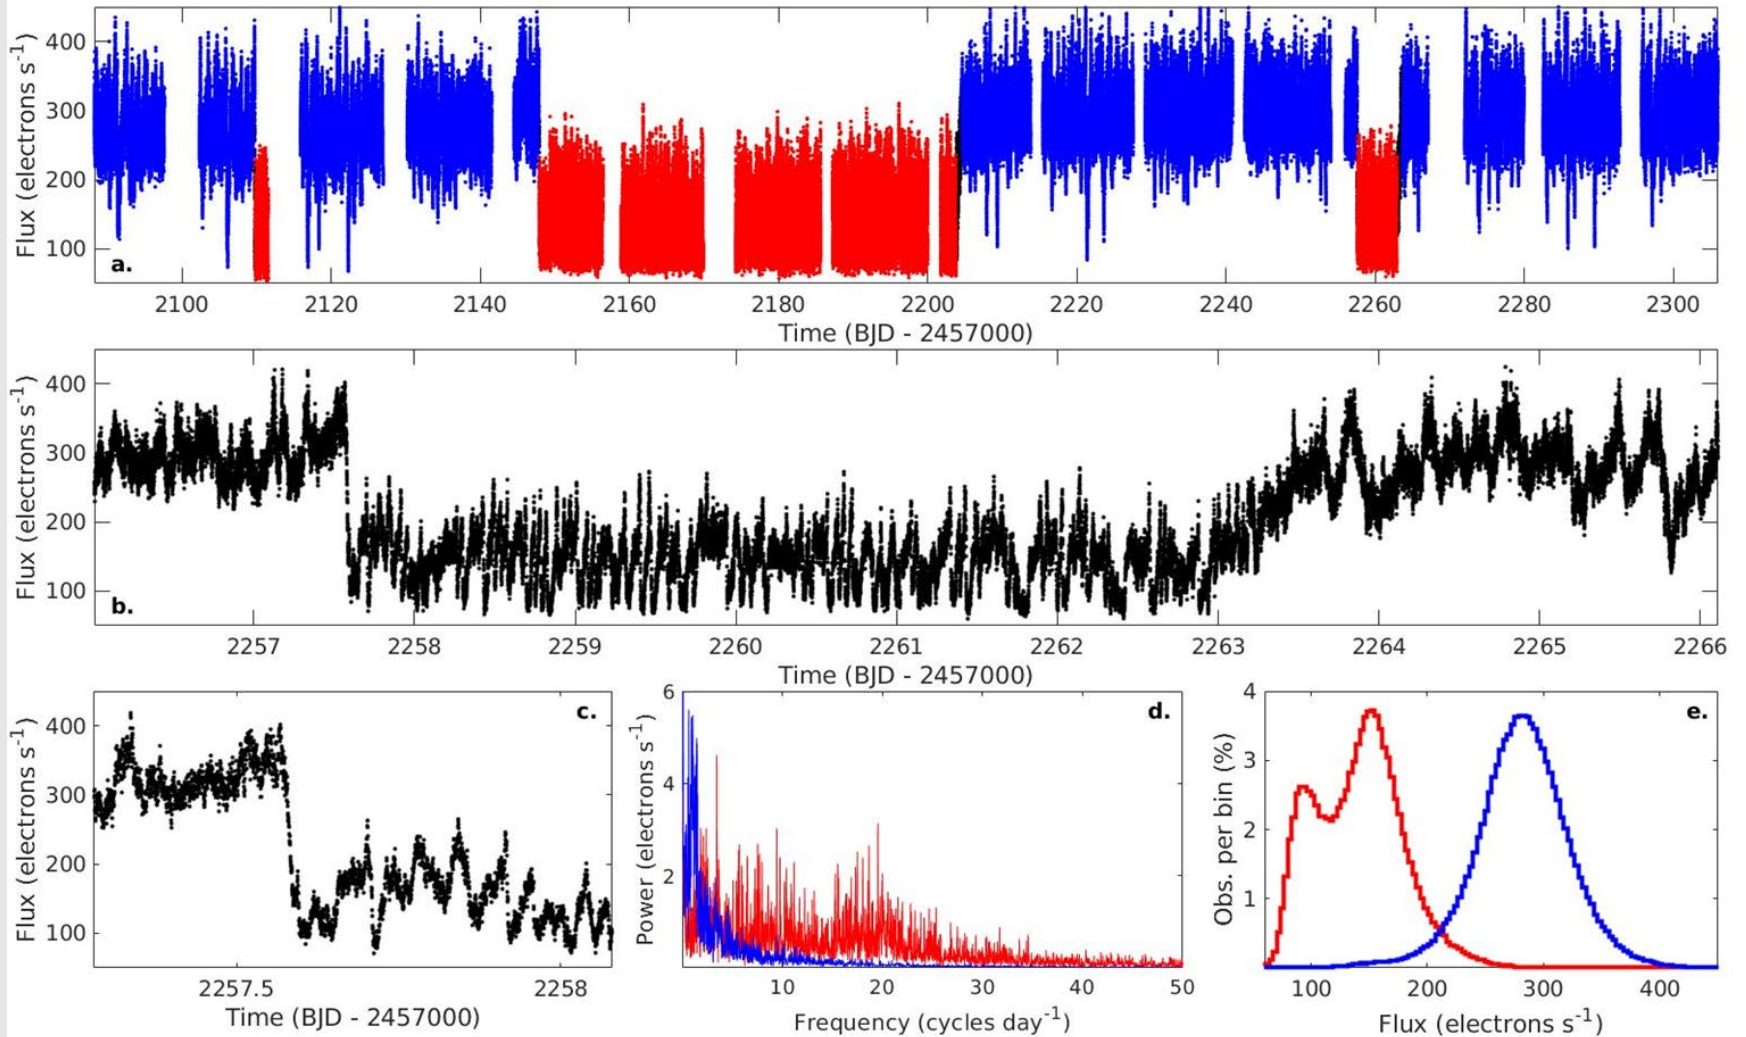 Flux (electrons s⁻¹)
400
300
200
100
a.
2100 2120 2140 2160 2180 2200 2220 2240 2260 2280 2300
Time (BJD - 2457000)
Flux (electrons s⁻¹)
400
300
200
100
b.
2257 2258 2259 2260 2261 2262 2263 2264 2265 2266
Time (BJD - 2457000)
Flux (electrons s⁻¹)
400
300
200
100
c.
2257.5 2258
Time (BJD - 2457000)
Power (electrons s⁻¹)
6
4
2
d.
10 20 30 40 50
Frequency (cycles day⁻¹)
Obs. per bin (%)
4
3
2
1
e.
100 200 300 400
Flux (electrons s⁻¹)